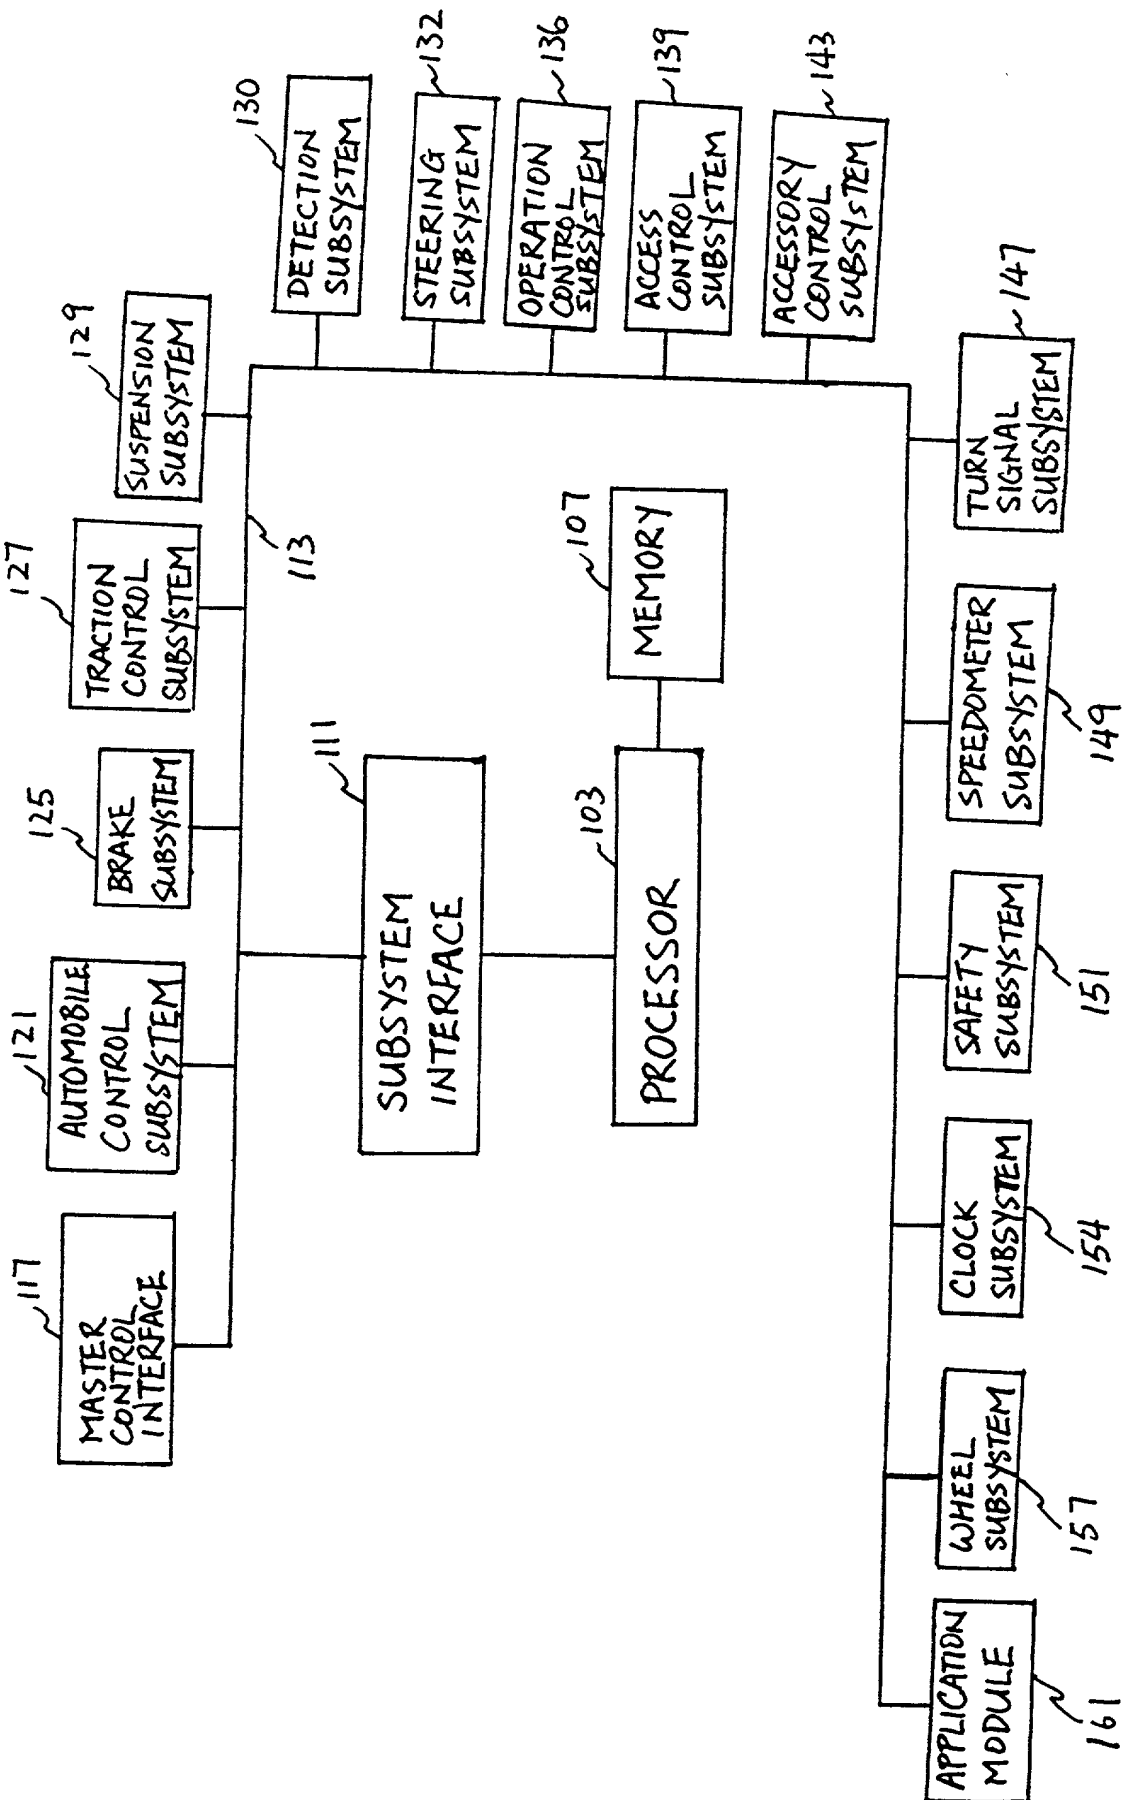 117
MASTER
CONTROL
INTERFACE
121
AUTOMOBILE
CONTROL
SUBSYSTEM
125
BRAKE
SUBSYSTEM
127
TRACTION
CONTROL
SUBSYSTEM
129
SUSPENSION
SUBSYSTEM
113
130
DETECTION
SUBSYSTEM
132
STEERING
SUBSYSTEM
136
OPERATION
CONTROL
SUBSYSTEM
139
ACCESS
CONTROL
SUBSYSTEM
143
ACCESSORY
CONTROL
SUBSYSTEM
111
SUBSYSTEM
INTERFACE
103
PROCESSOR
107
MEMORY
161
APPLICATION
MODULE
157
WHEEL
SUBSYSTEM
154
CLOCK
SUBSYSTEM
151
SAFETY
SUBSYSTEM
149
SPEEDOMETER
SUBSYSTEM
147
TURN
SIGNAL
SUBSYSTEM